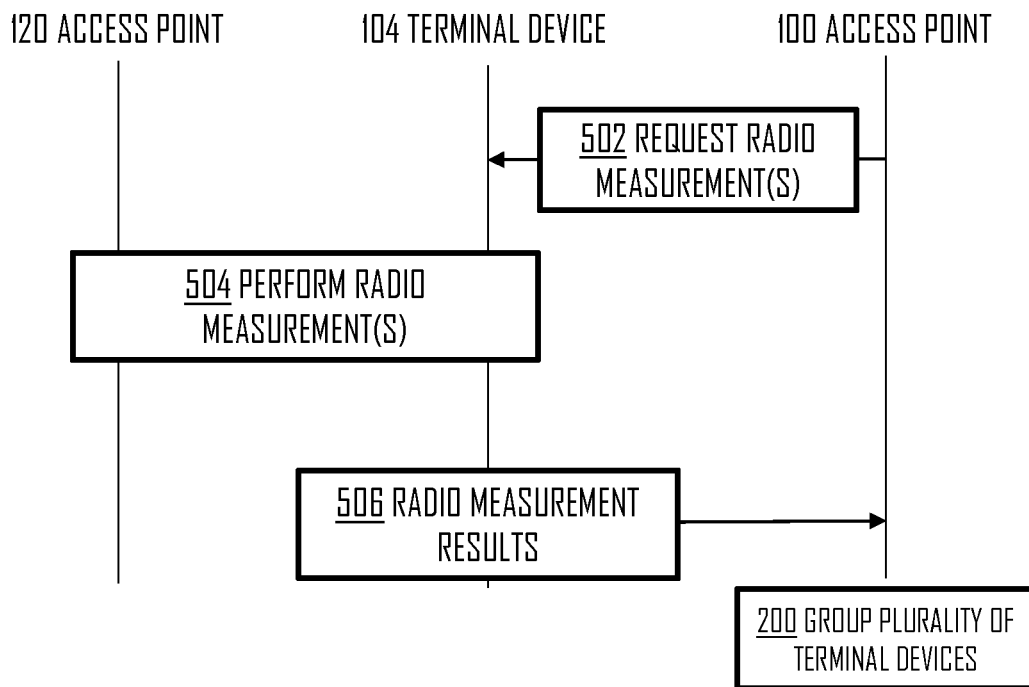 120 ACCESS POINT
104 TERMINAL DEVICE
100 ACCESS POINT
502 REQUEST RADIO
MEASUREMENT(S)
504 PERFORM RADIO
MEASUREMENT(S)
506 RADIO MEASUREMENT
RESULTS
200 GROUP PLURALITY OF
TERMINAL DEVICES